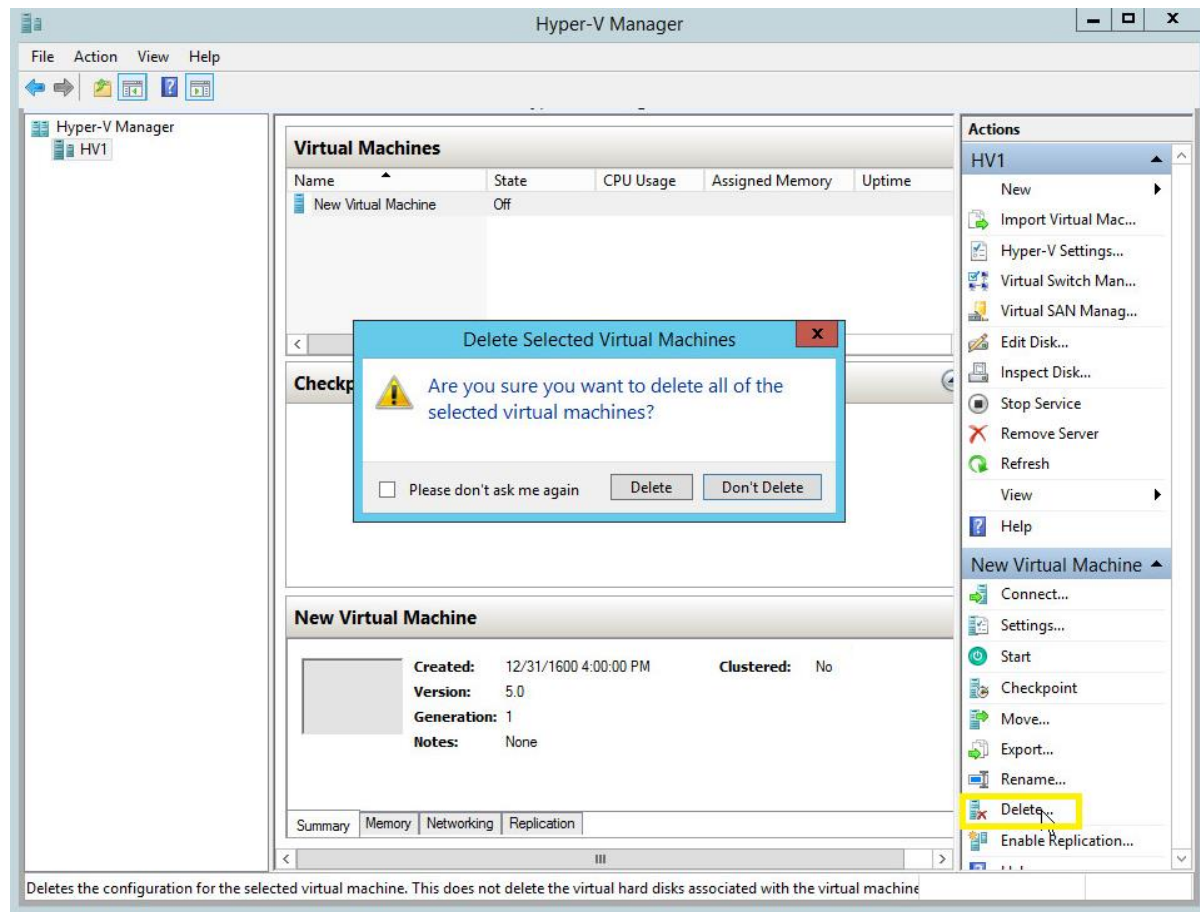 Hyper-V Manager
File Action View Help
Hyper-V Manager
HV1
Virtual Machines
Name State CPU Usage Assigned Memory Uptime
New Virtual Machine Off
Checkp
Delete Selected Virtual Machines
Are you sure you want to delete all of the
selected virtual machines?
Please don't ask me again Delete Don't Delete
New Virtual Machine
Created: 12/31/1600 4:00:00 PM Clustered: No
Version: 5.0
Generation: 1
Notes: None
Summary Memory Networking Replication
Actions
HV1
New
Import Virtual Mac...
Hyper-V Settings...
Virtual Switch Man...
Virtual SAN Manag...
Edit Disk...
Inspect Disk...
Stop Service
Remove Server
Refresh
View
Help
New Virtual Machine
Connect...
Settings...
Start
Checkpoint
Move...
Export...
Rename...
Delete...
Enable Replication...
Deletes the configuration for the selected virtual machine. This does not delete the virtual hard disks associated with the virtual machine